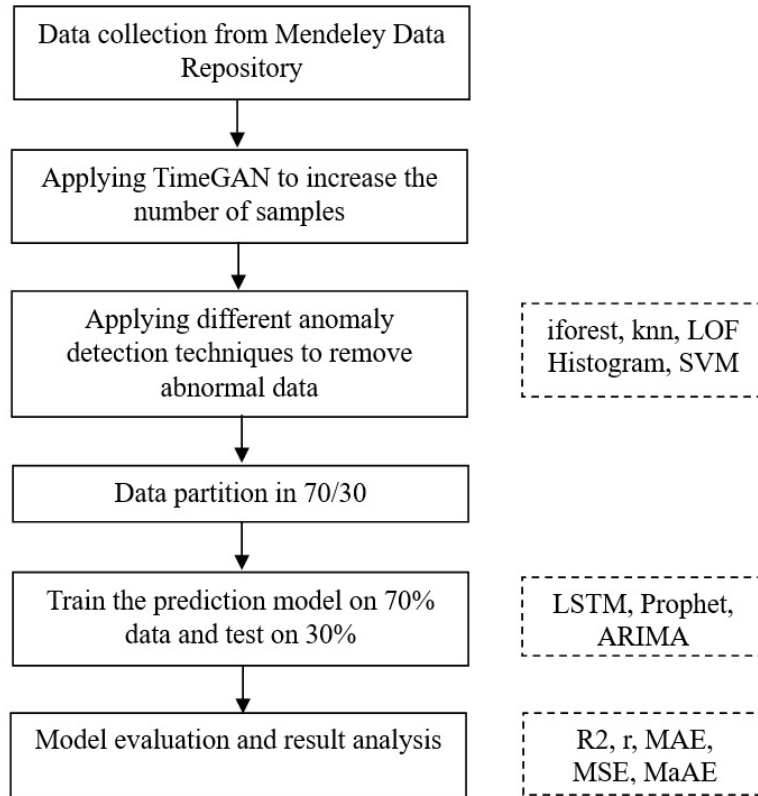 Data collection from Mendeley Data
Repository
Applying TimeGAN to increase the
number of samples
Applying different anomaly
detection techniques to remove
abnormal data
iforest, knn, LOF
Histogram, SVM
Data partition in 70/30
Train the prediction model on 70%
data and test on 30%
LSTM, Prophet,
ARIMA
Model evaluation and result analysis
R2, r, MAE,
MSE, MaAE